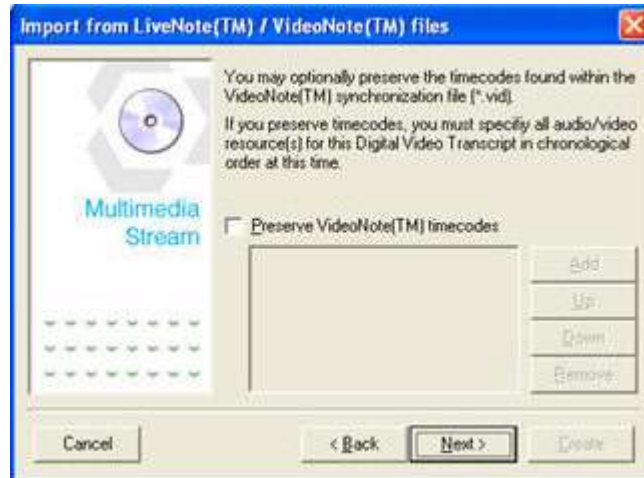 Import from LiveNote(TM) / VideoNote(TM) files
You may optionally preserve the timecodes found within the
VideoNote(TM) synchronization file (*.vid).
If you preserve timecodes, you must specifiy all audio/video
resource(s) for this Digital Video Transcript in chronological
order at this time.
Multimedia
Stream
Preserve VideoNote(TM) timecodes
Add
Up
Down
Remove
Cancel
< Back
Next >
Create